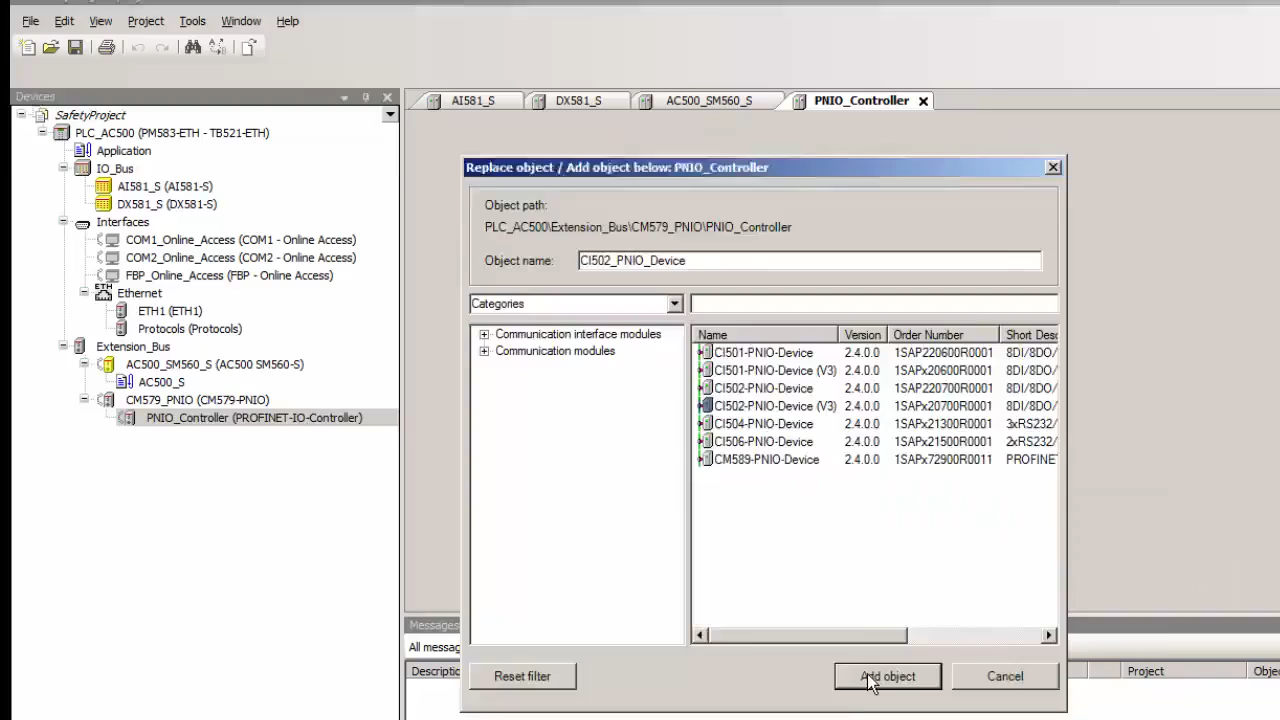 File Edit View Project Tools Window Help
Devices
SafetyProject
PLC_AC500 (PM583-ETH - TB521-ETH)
Application
IO_Bus
AI581_S (AI581-S)
DX581_S (DX581-S)
Interfaces
COM1_Online_Access (COM1 - Online Access)
COM2_Online_Access (COM2 - Online Access)
FBP_Online_Access (FBP - Online Access)
ETH
Ethernet
ETH1 (ETH1)
Protocols (Protocols)
Extension_Bus
AC500_SM560_S (AC500 SM560-S)
AC500_S
CM579_PNIO (CM579-PNIO)
PNIO_Controller (PROFINET-IO-Controller)
AI581_S DX581_S AC500_SM560_S PNIO_Controller
Replace object / Add object below: PNIO_Controller
Object path:
PLC_AC500\Extension_Bus\CM579_PNIO\PNIO_Controller
Object name: CI502_PNIO_Device
Categories
Communication interface modules
Communication modules
Name Version Order Number Short Desc
CI501-PNIO-Device 2.4.0.0 1SAP220600R0001 8DI/8DO/
CI501-PNIO-Device (V3) 2.4.0.0 1SAPx20600R0001 8DI/8DO/
CI502-PNIO-Device 2.4.0.0 1SAP220700R0001 8DI/8DO/
CI502-PNIO-Device (V3) 2.4.0.0 1SAPx20700R0001 8DI/8DO/
CI504-PNIO-Device 2.4.0.0 1SAPx21300R0001 3xRS232/
CI506-PNIO-Device 2.4.0.0 1SAPx21500R0001 2xRS232/
CM589-PNIO-Device 2.4.0.0 1SAPx72900R0011 PROFINE
Reset filter Add object Cancel
Messages
All messag
Descriptio Project Obje